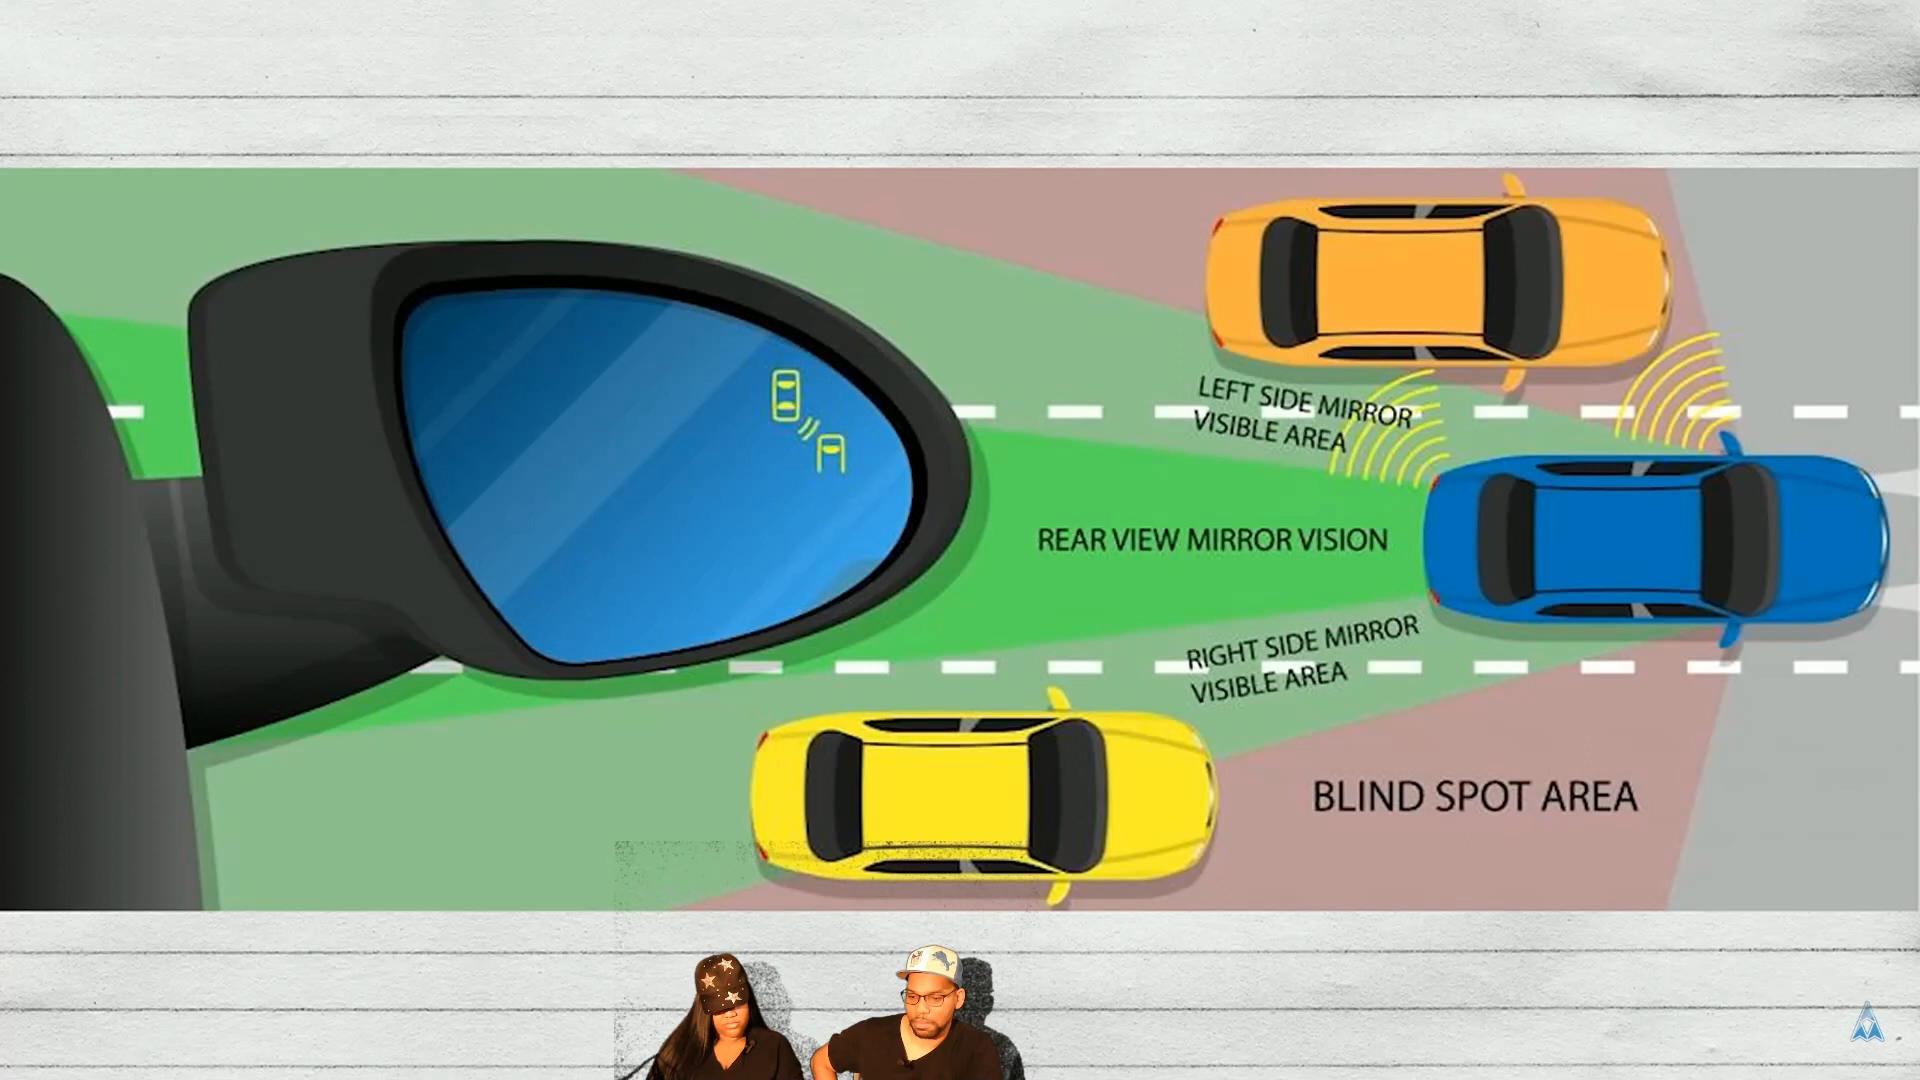 LEFT SIDE MIRROR
VISIBLE AREA
REAR VIEW MIRROR VISION
RIGHT SIDE MIRROR
VISIBLE AREA
BLIND SPOT AREA